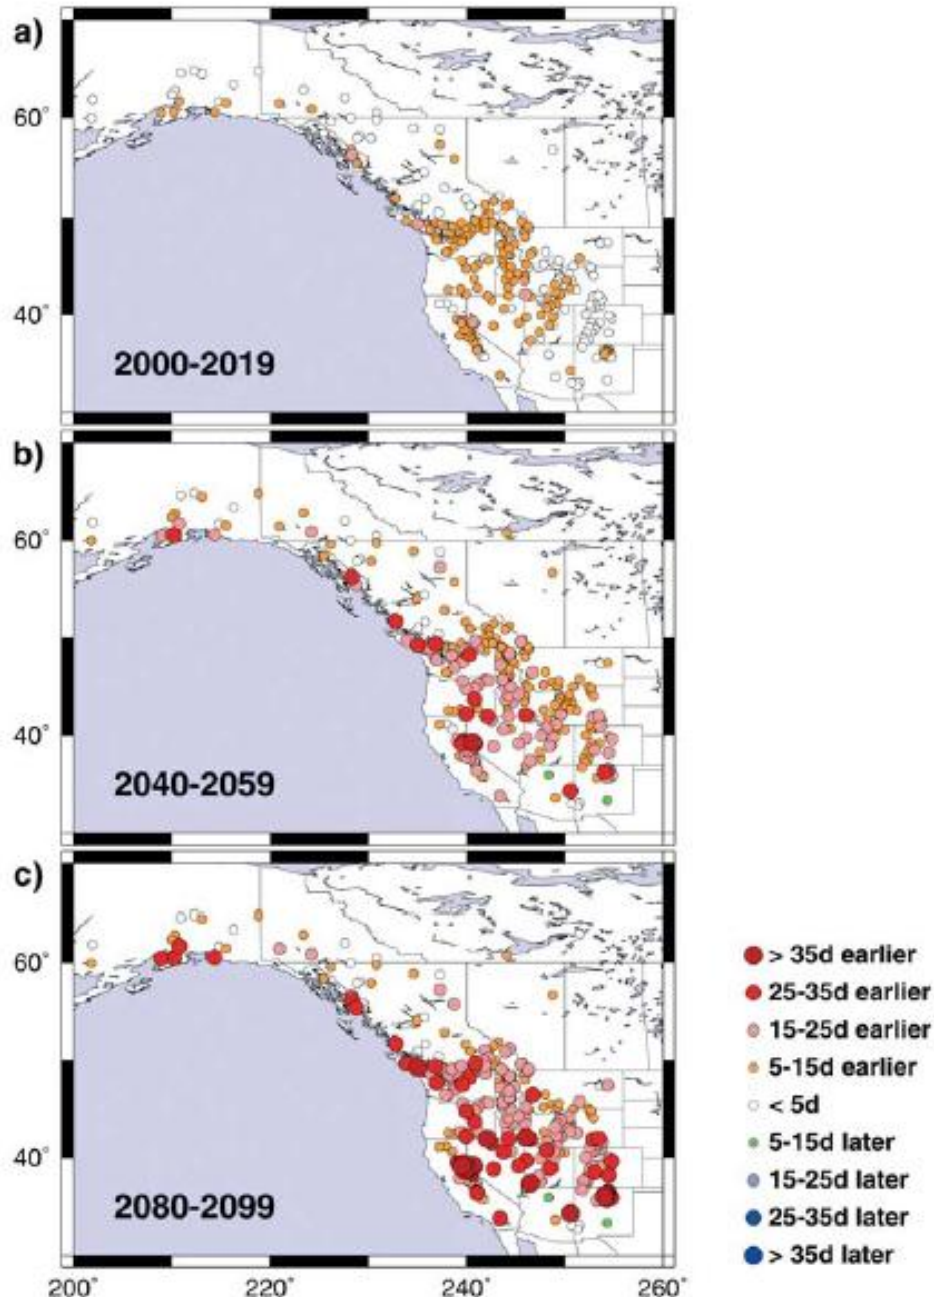 a)
60°
40°
2000-2019
b)
60°
40°
2040-2059
c)
60°
40°
2080-2099
200°
220°
240°
260°
> 35d earlier
25-35d earlier
15-25d earlier
5-15d earlier
< 5d
5-15d later
15-25d later
25-35d later
> 35d later